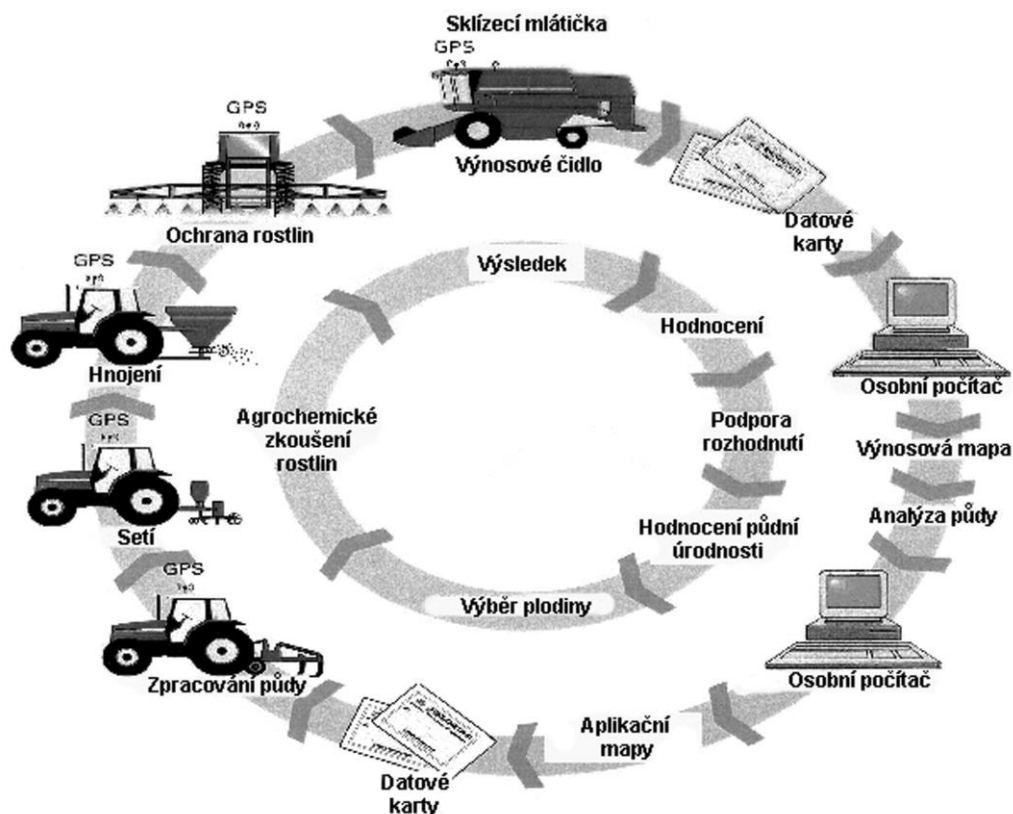 Sklízecí mlátička
GPS
Výnosové čidlo
GPS
Ochrana rostlin
Datové
karty
GPS
Hnojení
Výsledek
Hodnocení
Osobní počítač
GPS
Setí
Agrochemické
zkoušení
rostlin
Podpora
rozhodnutí
Výnosová mapa
Analýza půdy
Hodnocení půdní
úrodnosti
GPS
Zpracování půdy
Výběr plodiny
Osobní počítač
Aplikační
mapy
Datové
karty